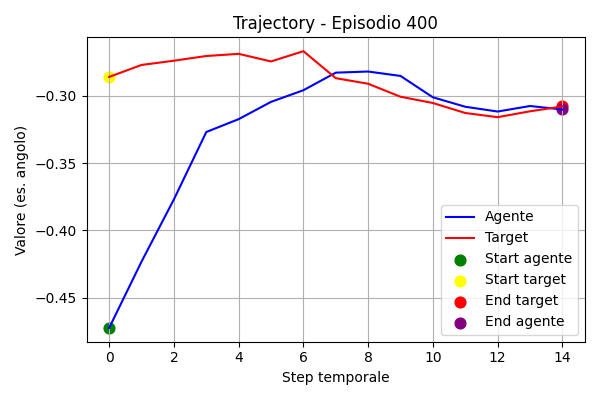 Trajectory - Episodio 400
Valore (es. angolo)
−0.30
−0.35
−0.40
−0.45
0 2 4 6 8 10 12 14
Step temporale
Agente
Target
Start agente
Start target
End target
End agente